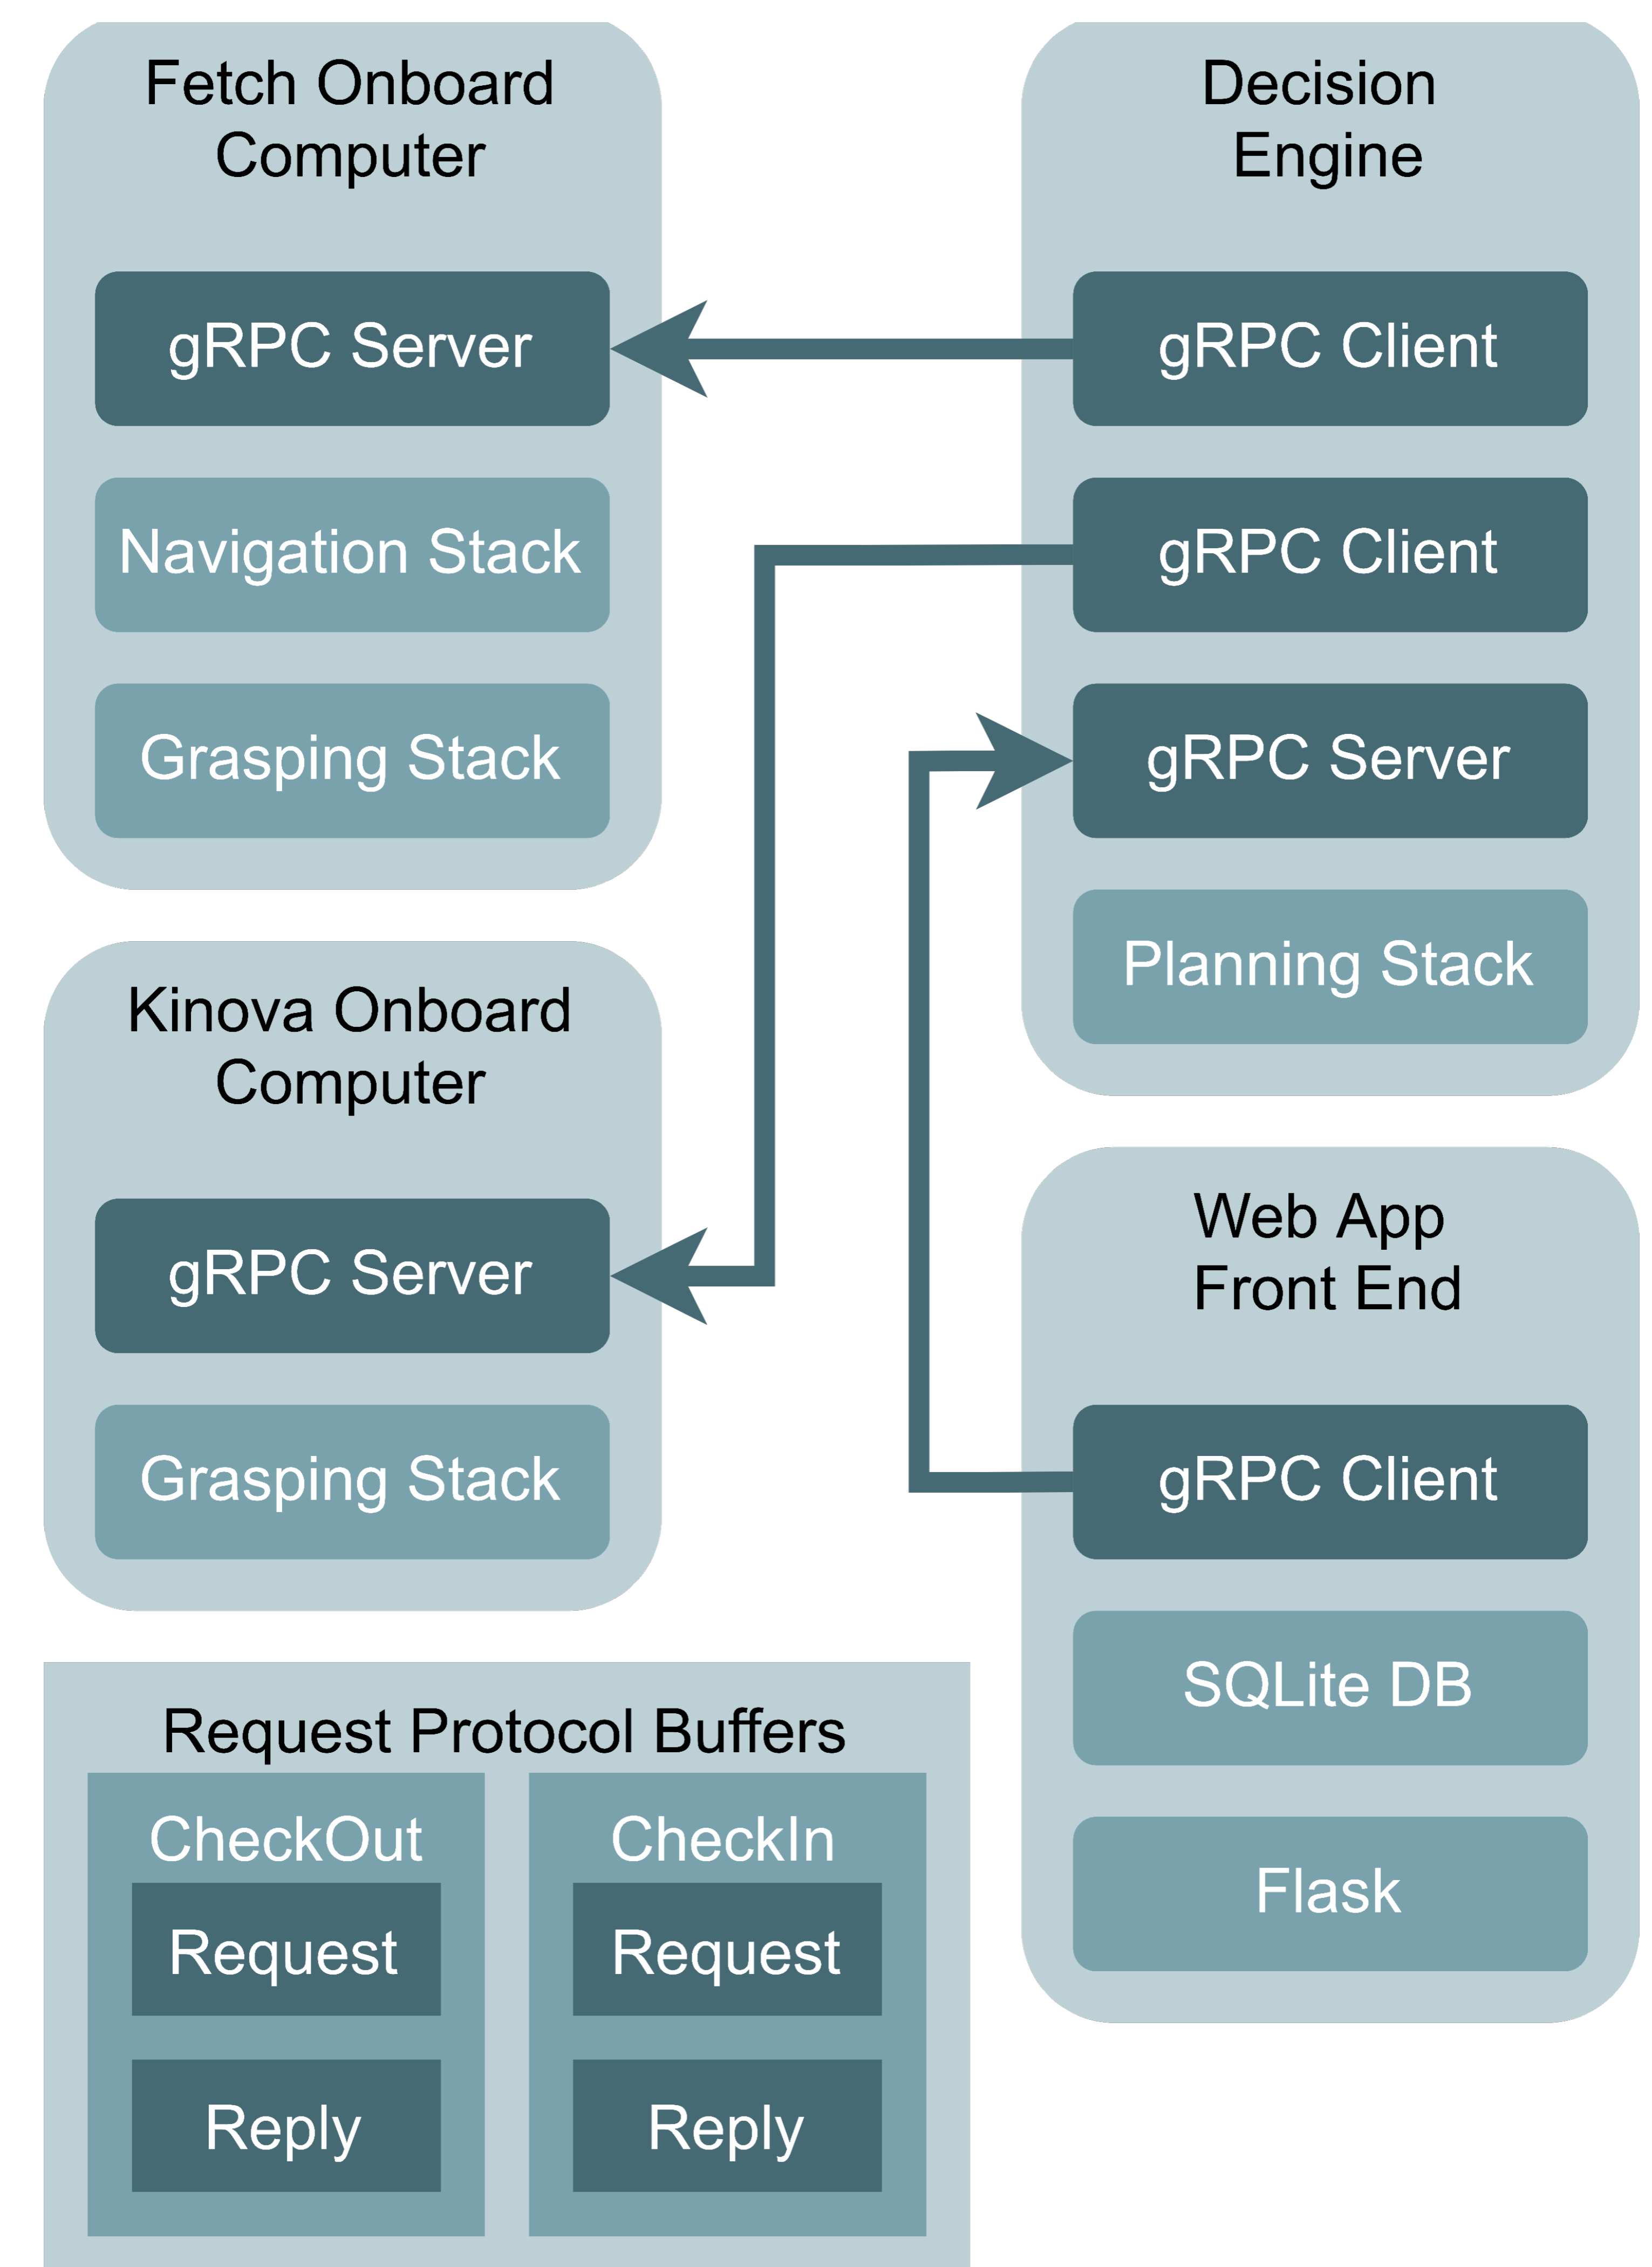 Fetch Onboard
Computer
gRPC Server
Navigation Stack
Grasping Stack
Decision
Engine
gRPC Client
gRPC Client
gRPC Server
Planning Stack
Kinova Onboard
Computer
gRPC Server
Grasping Stack
Web App
Front End
gRPC Client
SQLite DB
Flask
Request Protocol Buffers
CheckOut
Request
Reply
CheckIn
Request
Reply